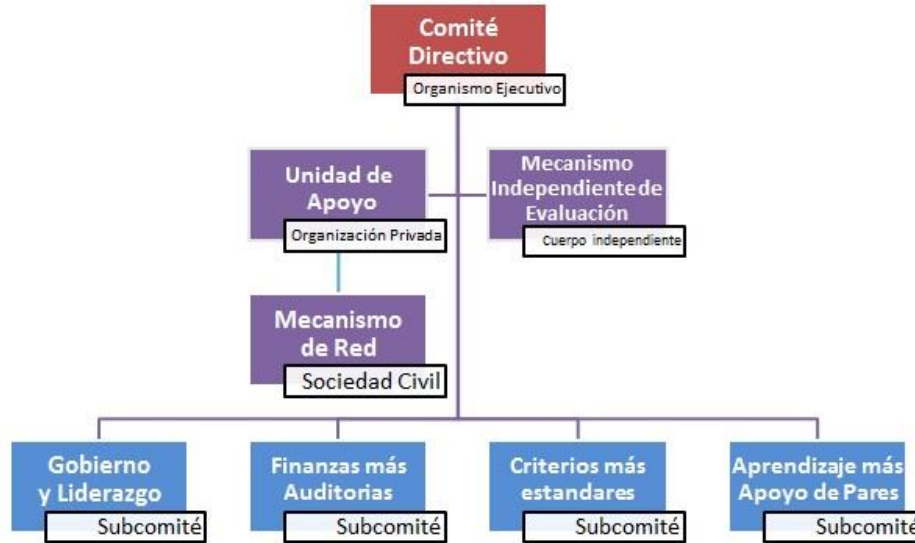 Comité
Directivo
Organismo Ejecutivo
Unidad de
Apoyo
Organización Privada
Mecanismo
Independiente de
Evaluación
Cuerpo independiente
Mecanismo
de Red
Sociedad Civil
Gobierno
y Liderazgo
Subcomité
Finanzas más
Auditorias
Subcomité
Criterios más
estandares
Subcomité
Aprendizaje más
Apoyo de Pares
Subcomité